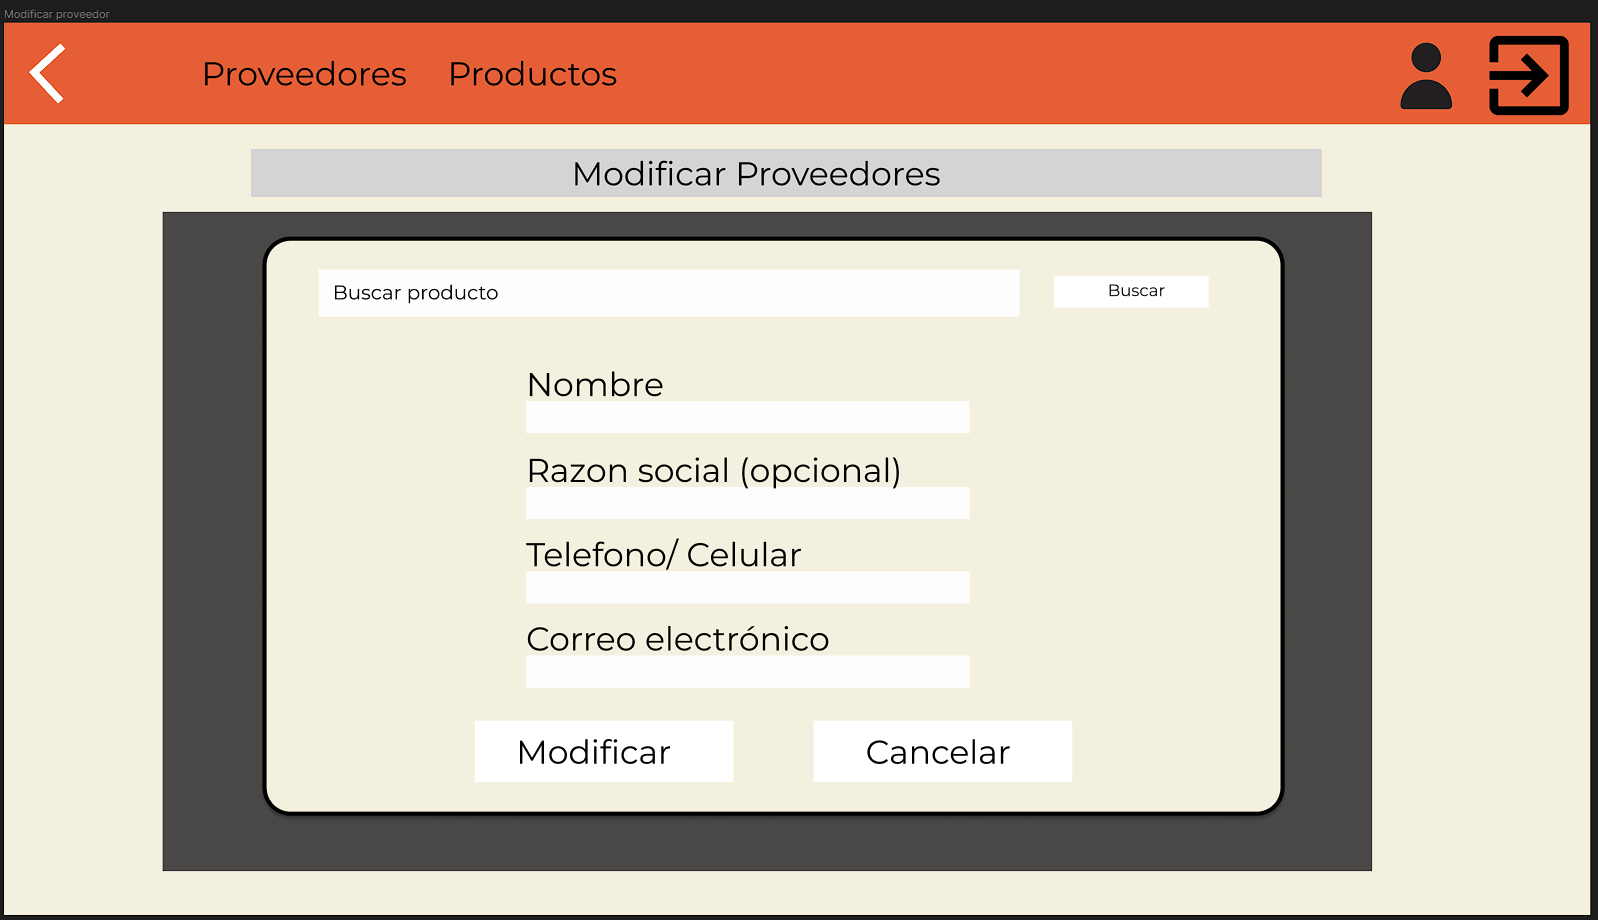 Modificar proveedor
Proveedores Productos
Modificar Proveedores
Buscar producto Buscar
Nombre
Razon social (opcional)
Telefono/ Celular
Correo electrónico
Modificar Cancelar